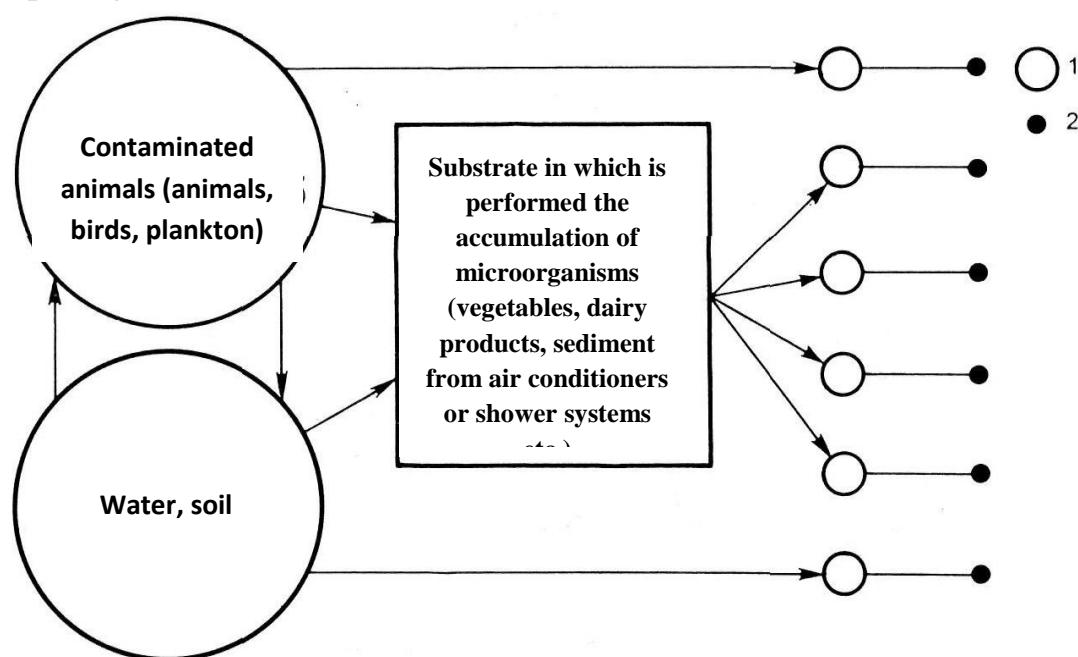 Contaminated
animals (animals,
birds, plankton)
Water, soil
Substrate in which is
performed the
accumulation of
microorganisms
(vegetables, dairy
products, sediment
from air conditioners
or shower systems
1
2